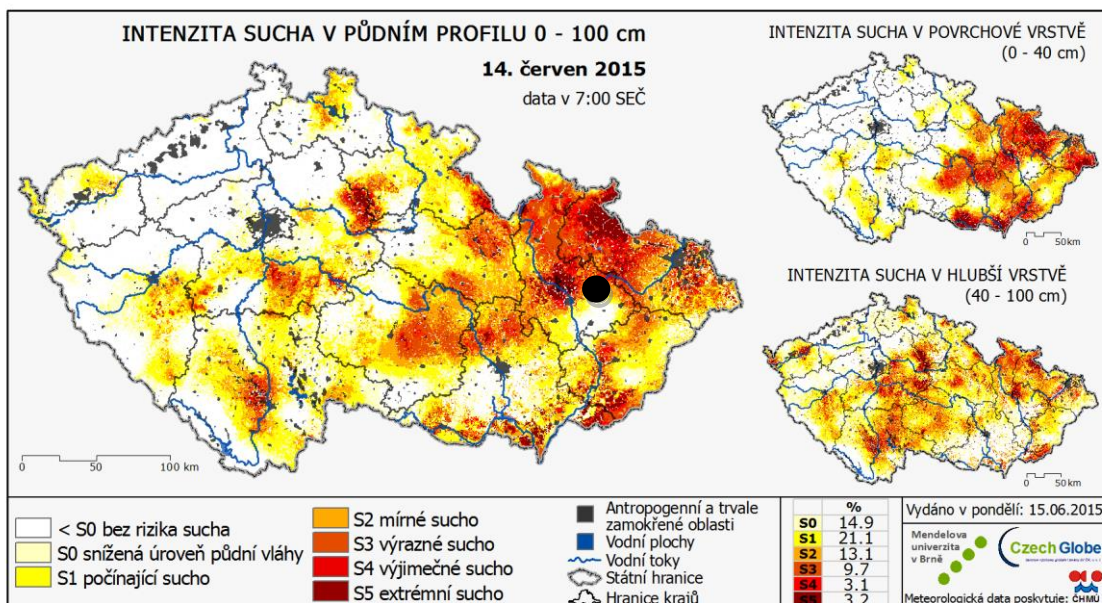 INTENZITA SUCHA V PŮDNÍM PROFILU 0 - 100 cm
14. červen 2015
data v 7:00 SEČ
0 50 100 km
INTENZITA SUCHA V POVRCHOVÉ VRSTVĚ
(0 - 40 cm)
0 50km
INTENZITA SUCHA V HLUBŠÍ VRSTVĚ
(40 - 100 cm)
0 50km
< S0 bez rizika sucha
S0 snížená úroveň půdní vláhy
S1 počínající sucho
S2 mírné sucho
S3 výrazné sucho
S4 výjimečné sucho
S5 extrémní sucho
Antropogenní a trvale
zamokřené oblasti
Vodní plochy
Vodní toky
Státní hranice
Hranice krajů
%
S0 14.9
S1 21.1
S2 13.1
S3 9.7
S4 3.1
S5 3.2
Vydáno v pondělí: 15.06.2015
Mendelova
univerzita
v Brně
CzechGlobe
Meteorologická data poskytuje: ČHMÚ